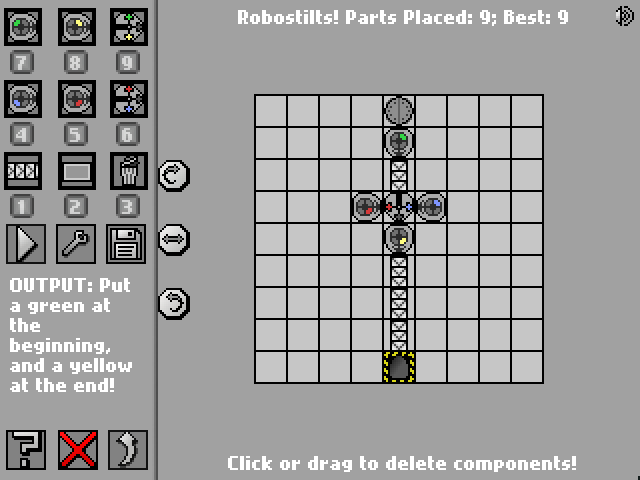 Robostilts! Parts Placed: 9; Best: 9
7 8 9
4 5 6
1 2 3
OUTPUT: Put
a green at
the
beginning,
and a yellow
at the end!
?
Click or drag to delete components!